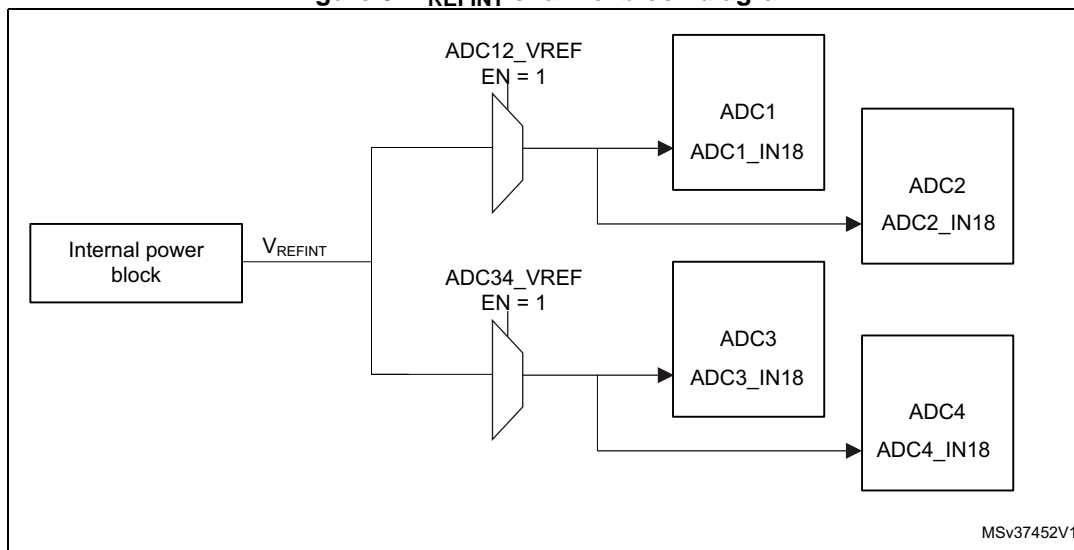 REFINT
ADC12_VREF
EN = 1
ADC1
ADC1_IN18
ADC2
ADC2_IN18
Internal power
block
VREFINT
ADC34_VREF
EN = 1
ADC3
ADC3_IN18
ADC4
ADC4_IN18
MSv37452V1